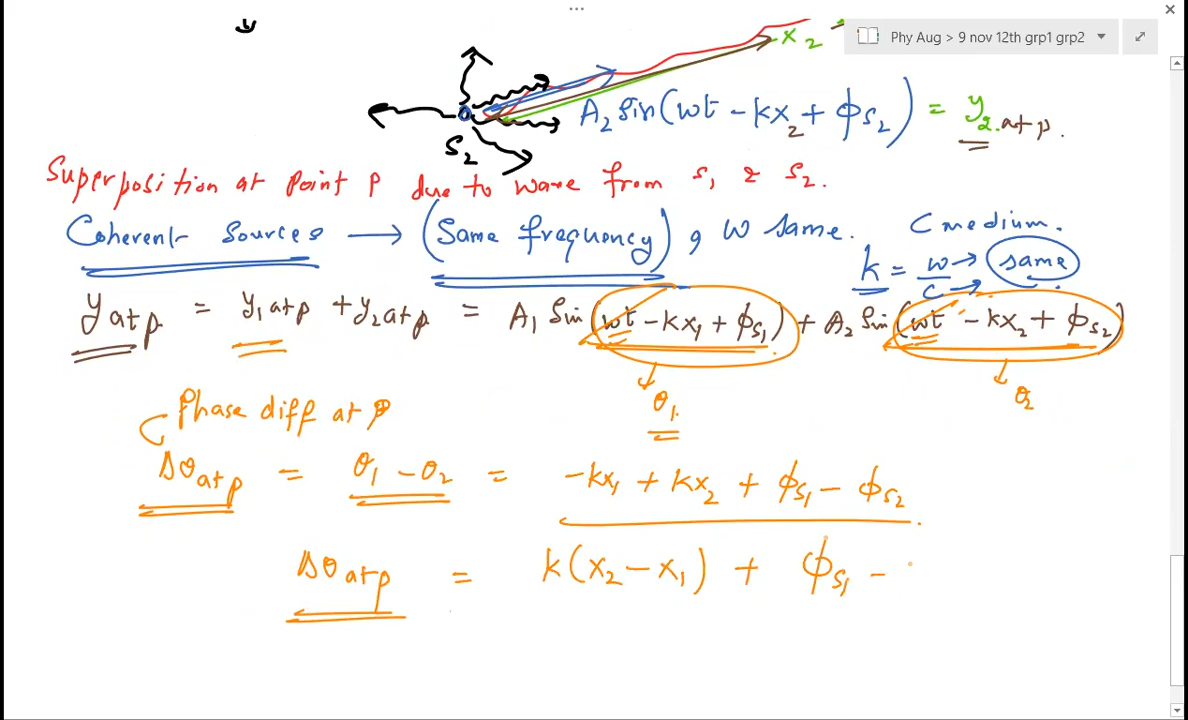 Phy Aug > 9 nov 12th grp1 grp2
x₂
S₂
A₂ Sin(wt - kx₂ + ϕs₂) = y₂ at p.
Superposition at point P due to wave from s₁ & s₂.
Coherent Sources → (Same frequency), w same.
C medium.
k = w/c → same
y at p = y₁ at p + y₂ at p = A₁ Sin(wt - kx₁ + ϕs₁) + A₂ Sin(wt - kx₂ + ϕs₂)
θ₁
θ₂
Phase diff at p
Δθ at p = θ₁ - θ₂ = -kx₁ + kx₂ + ϕs₁ - ϕs₂
Δθ at p = k(x₂ - x₁) + ϕs₁ -